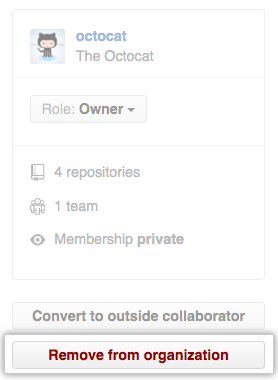 octocat
The Octocat
Role: Owner
4 repositories
1 team
Membership private
Convert to outside collaborator
Remove from organization